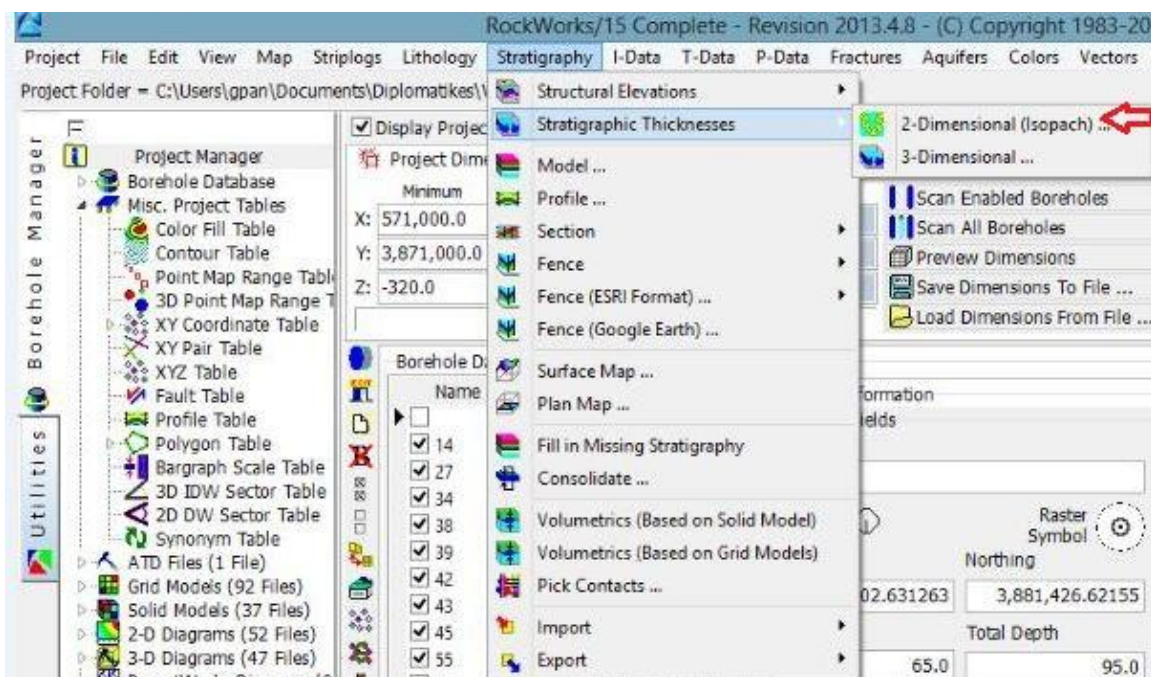 RockWorks/15 Complete - Revision 2013.4.8 - (C) Copyright 1983-20
Project File Edit View Map Striplogs Lithology Stratigraphy I-Data T-Data P-Data Fractures Aquifers Colors Vectors
Project Folder = C:\Users\gpan\Documents\Diplomatikes\
Borehole Manager
Utilities
Project Manager
Borehole Database
Misc. Project Tables
Color Fill Table
Contour Table
Point Map Range Tabl
3D Point Map Range T
XY Coordinate Table
XY Pair Table
XYZ Table
Fault Table
Profile Table
Polygon Table
Bargraph Scale Table
3D IDW Sector Table
2D DW Sector Table
Synonym Table
ATD Files (1 File)
Grid Models (92 Files)
Solid Models (37 Files)
2-D Diagrams (52 Files)
3-D Diagrams (47 Files)
Display Projec
Project Dime
Minimum
X: 571,000.0
Y: 3,871,000.0
Z: -320.0
Borehole Da
Name
14
27
34
38
39
42
43
45
55
Structural Elevations
Stratigraphic Thicknesses
Model ...
Profile ...
Section
Fence
Fence (ESRI Format) ...
Fence (Google Earth) ...
Surface Map ...
Plan Map ...
Fill in Missing Stratigraphy
Consolidate ...
Volumetrics (Based on Solid Model)
Volumetrics (Based on Grid Models)
Pick Contacts ...
Import
Export
2-Dimensional (Isopach) ...
3-Dimensional ...
Scan Enabled Boreholes
Scan All Boreholes
Preview Dimensions
Save Dimensions To File ...
Load Dimensions From File ...
ormation
ields
Raster
Symbol
Northing
02.631263 3,881,426.62155
Total Depth
65.0 95.0